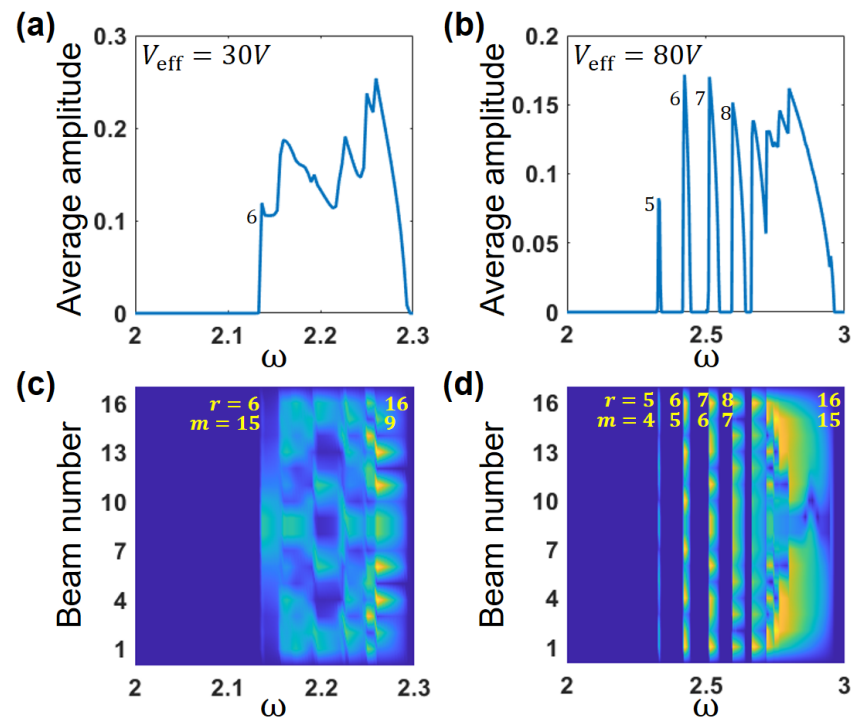 (a)
V_eff = 30V
Average amplitude
0.3
0.2
0.1
0
6
2
2.1
2.2
2.3
ω
(b)
V_eff = 80V
Average amplitude
0.2
0.15
0.1
0.05
0
5
6
7
8
2
2.5
3
ω
(c)
Beam number
16
13
10
7
4
1
r = 6
m = 15
16
9
2
2.1
2.2
2.3
ω
(d)
Beam number
16
13
10
7
4
1
r = 5 6 7 8 16
m = 4 5 6 7 15
2
2.5
3
ω